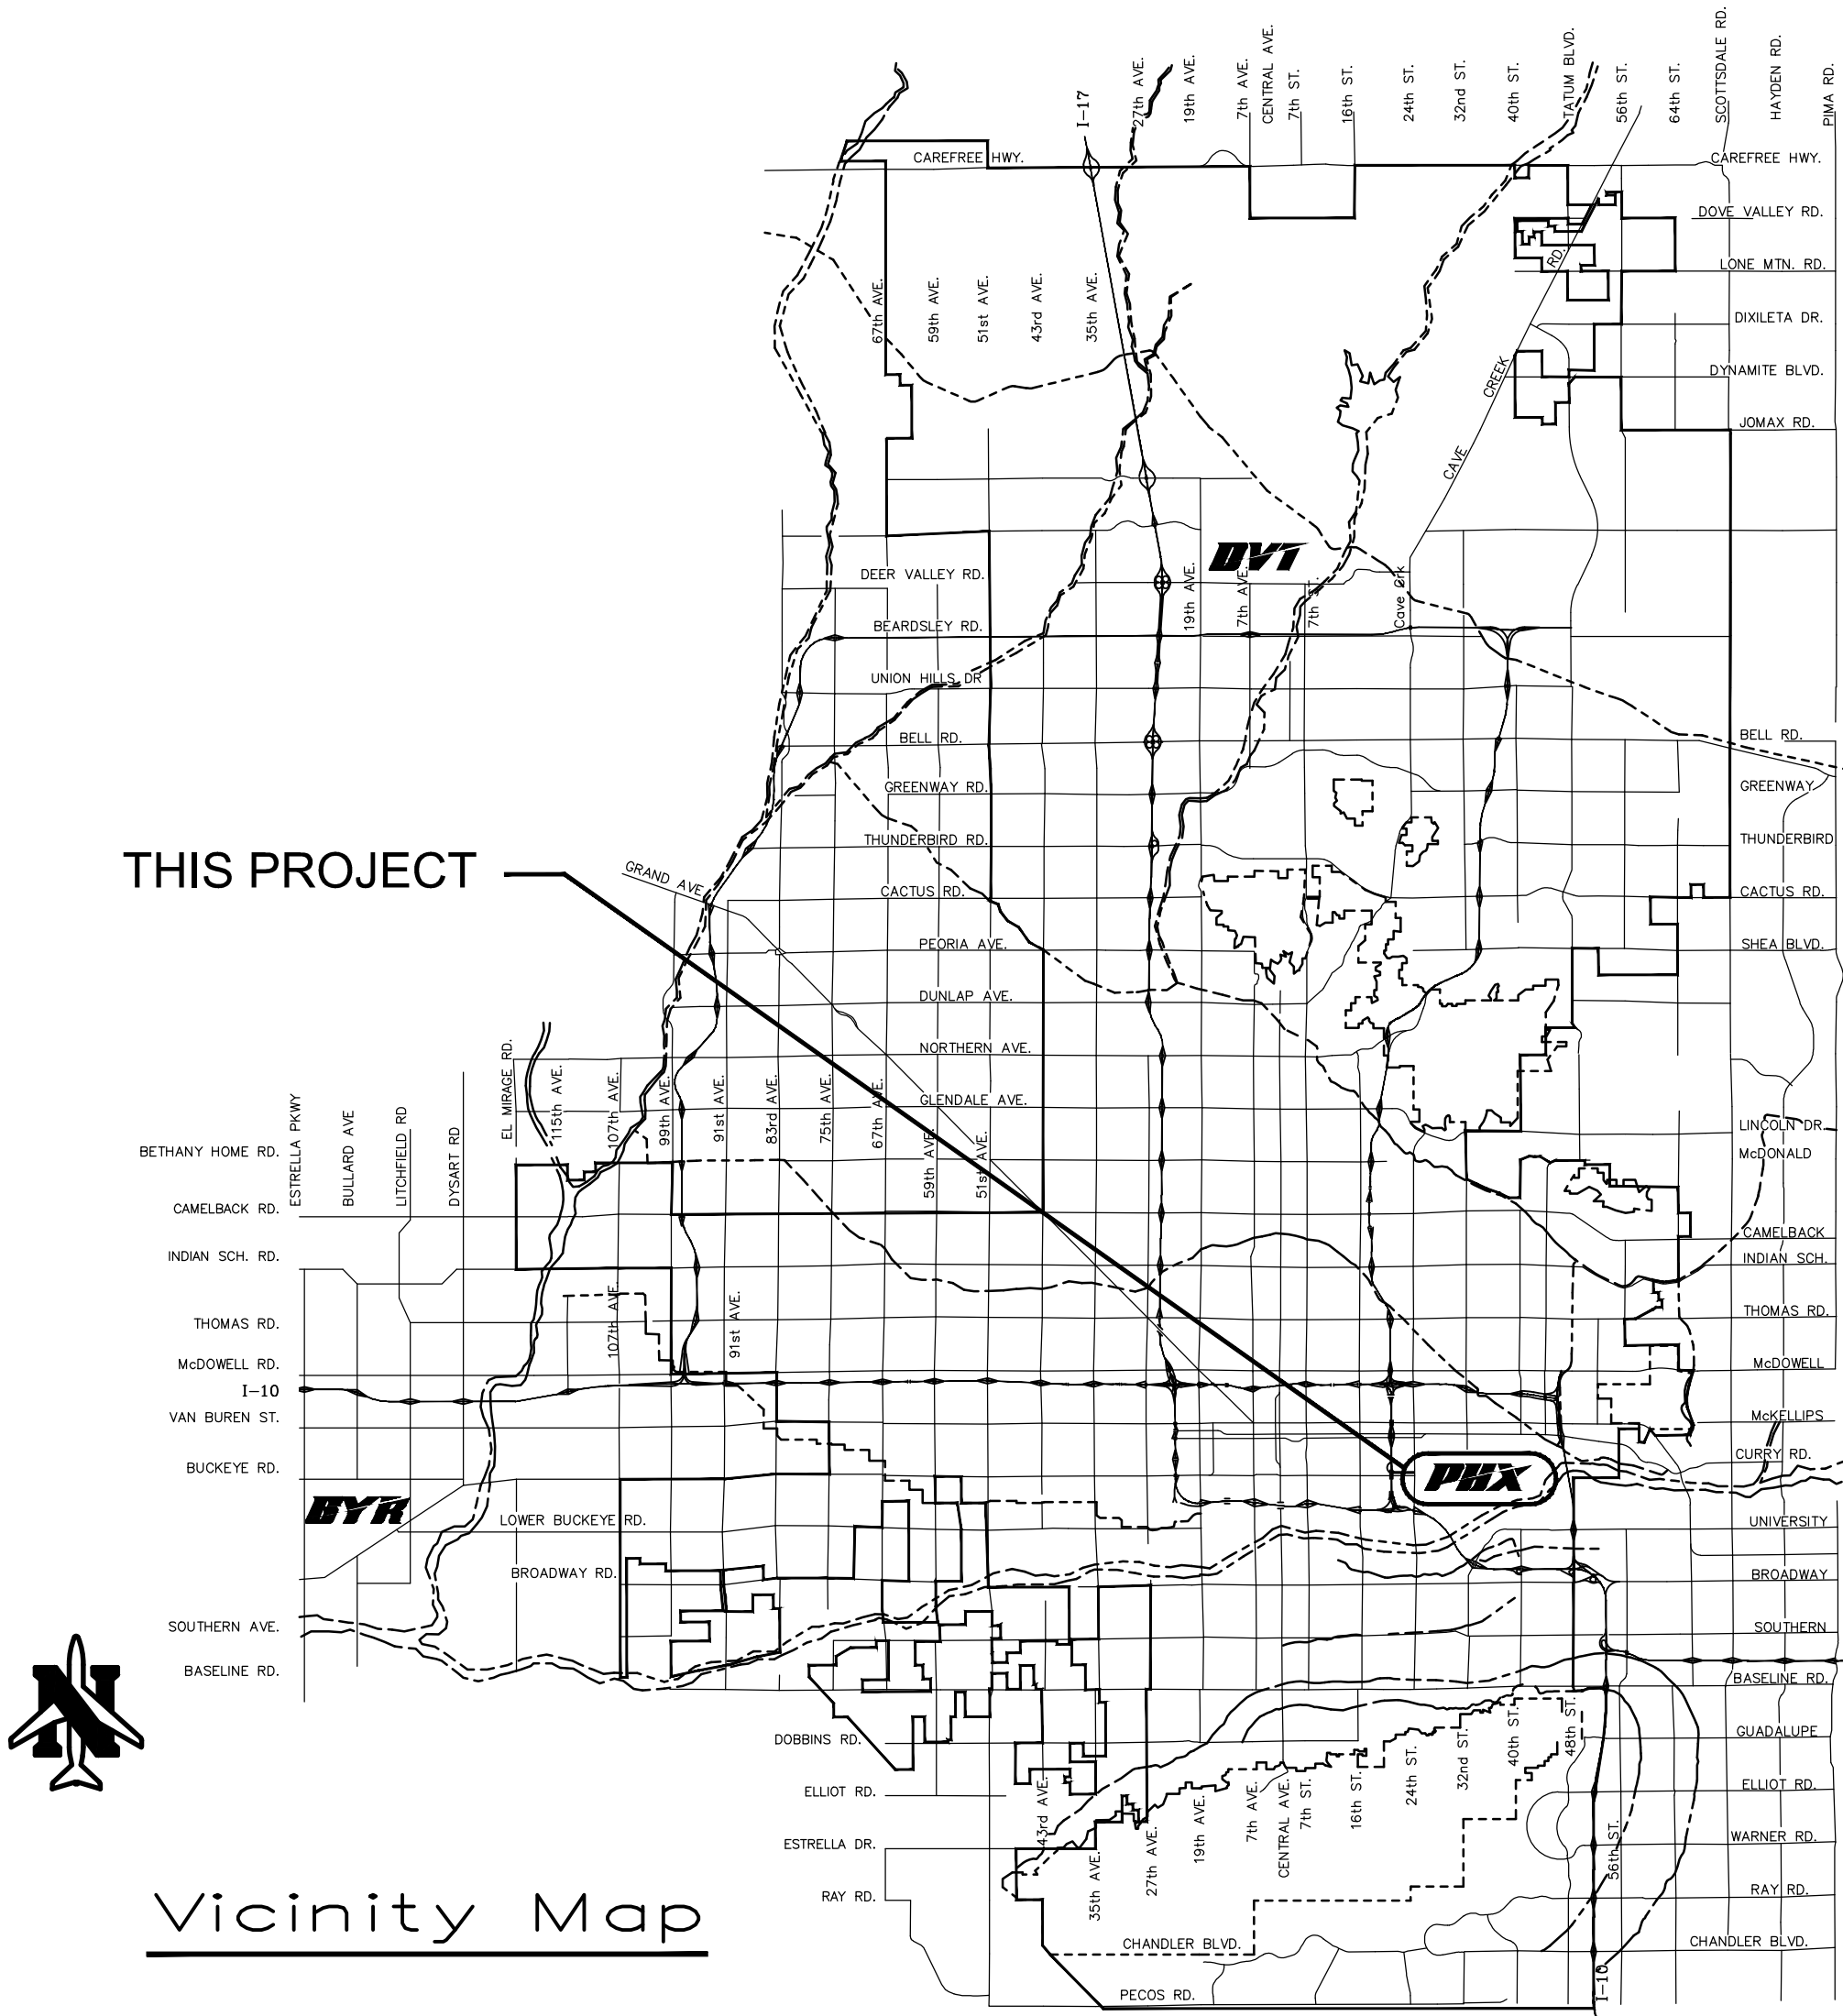 I-17
27th AVE.
19th AVE.
7th AVE.
CENTRAL AVE.
7th ST.
16th ST.
24th ST.
32nd ST.
40th ST.
TATUM BLVD.
56th ST.
64th ST.
SCOTTSDALE RD.
HAYDEN RD.
PIMA RD.
CAREFREE HWY.
CAREFREE HWY.
DOVE VALLEY RD.
LONE MTN. RD.
67th AVE.
59th AVE.
51st AVE.
43rd AVE.
35th AVE.
DIXILETA DR.
DYNAMITE BLVD.
JOMAX RD.
CAVE
CREEK
RD.
DVT
DEER VALLEY RD.
19th AVE.
7th AVE.
7th ST.
Cave Crk
BEARDSLEY RD.
UNION HILLS DR
BELL RD.
BELL RD.
GREENWAY RD.
GREENWAY
THUNDERBIRD RD.
THUNDERBIRD
THIS PROJECT
GRAND AVE
CACTUS RD.
CACTUS RD.
PEORIA AVE.
SHEA BLVD.
DUNLAP AVE.
NORTHERN AVE.
GLENDALE AVE.
LINCOLN DR.
McDONALD
ESTRELLA PKWY
BULLARD AVE
LITCHFIELD RD
DYSART RD
EL MIRAGE RD.
115th AVE.
107th AVE.
99th AVE.
91st AVE.
83rd AVE.
75th AVE.
67th AVE.
59th AVE.
51st AVE.
BETHANY HOME RD.
CAMELBACK RD.
CAMELBACK
INDIAN SCH. RD.
INDIAN SCH.
107th AVE.
91st AVE.
THOMAS RD.
THOMAS RD.
McDOWELL RD.
McDOWELL
I-10
VAN BUREN ST.
McKELLIPS
BUCKEYE RD.
CURRY RD.
PHX
GYR
LOWER BUCKEYE RD.
UNIVERSITY
BROADWAY RD.
BROADWAY
SOUTHERN AVE.
SOUTHERN
BASELINE RD.
BASELINE RD.
N
DOBBINS RD.
GUADALUPE
ELLIOT RD.
ELLIOT RD.
ESTRELLA DR.
WARNER RD.
RAY RD.
RAY RD.
43rd AVE.
35th AVE.
27th AVE.
19th AVE.
7th AVE.
CENTRAL AVE.
7th ST.
16th ST.
24th ST.
32nd ST.
40th ST.
48th ST.
56th ST.
CHANDLER BLVD.
CHANDLER BLVD.
PECOS RD.
I-10
Vicinity Map